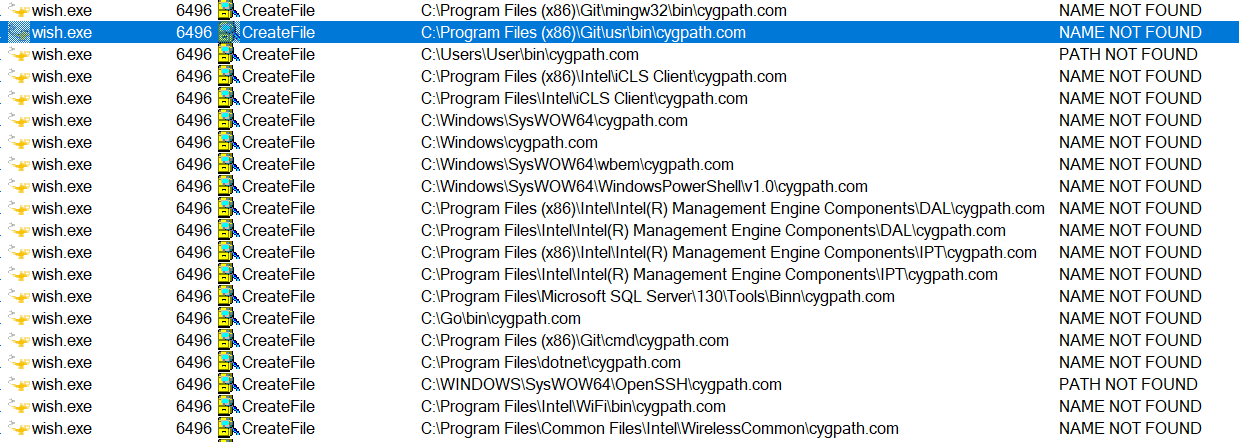 wish.exe 6496 CreateFile C:\Program Files (x86)\Git\mingw32\bin\cygpath.com NAME NOT FOUND
wish.exe 6496 CreateFile C:\Program Files (x86)\Git\usr\bin\cygpath.com NAME NOT FOUND
wish.exe 6496 CreateFile C:\Users\User\bin\cygpath.com PATH NOT FOUND
wish.exe 6496 CreateFile C:\Program Files (x86)\Intel\iCLS Client\cygpath.com NAME NOT FOUND
wish.exe 6496 CreateFile C:\Program Files\Intel\iCLS Client\cygpath.com NAME NOT FOUND
wish.exe 6496 CreateFile C:\Windows\SysWOW64\cygpath.com NAME NOT FOUND
wish.exe 6496 CreateFile C:\Windows\cygpath.com NAME NOT FOUND
wish.exe 6496 CreateFile C:\Windows\SysWOW64\wbem\cygpath.com NAME NOT FOUND
wish.exe 6496 CreateFile C:\Windows\SysWOW64\WindowsPowerShell\v1.0\cygpath.com NAME NOT FOUND
wish.exe 6496 CreateFile C:\Program Files (x86)\Intel\Intel(R) Management Engine Components\DAL\cygpath.com NAME NOT FOUND
wish.exe 6496 CreateFile C:\Program Files\Intel\Intel(R) Management Engine Components\DAL\cygpath.com NAME NOT FOUND
wish.exe 6496 CreateFile C:\Program Files (x86)\Intel\Intel(R) Management Engine Components\IPT\cygpath.com NAME NOT FOUND
wish.exe 6496 CreateFile C:\Program Files\Intel\Intel(R) Management Engine Components\IPT\cygpath.com NAME NOT FOUND
wish.exe 6496 CreateFile C:\Program Files\Microsoft SQL Server\130\Tools\Binn\cygpath.com NAME NOT FOUND
wish.exe 6496 CreateFile C:\Go\bin\cygpath.com NAME NOT FOUND
wish.exe 6496 CreateFile C:\Program Files (x86)\Git\cmd\cygpath.com NAME NOT FOUND
wish.exe 6496 CreateFile C:\Program Files\dotnet\cygpath.com NAME NOT FOUND
wish.exe 6496 CreateFile C:\WINDOWS\SysWOW64\OpenSSH\cygpath.com PATH NOT FOUND
wish.exe 6496 CreateFile C:\Program Files\Intel\WiFi\bin\cygpath.com NAME NOT FOUND
wish.exe 6496 CreateFile C:\Program Files\Common Files\Intel\WirelessCommon\cygpath.com NAME NOT FOUND